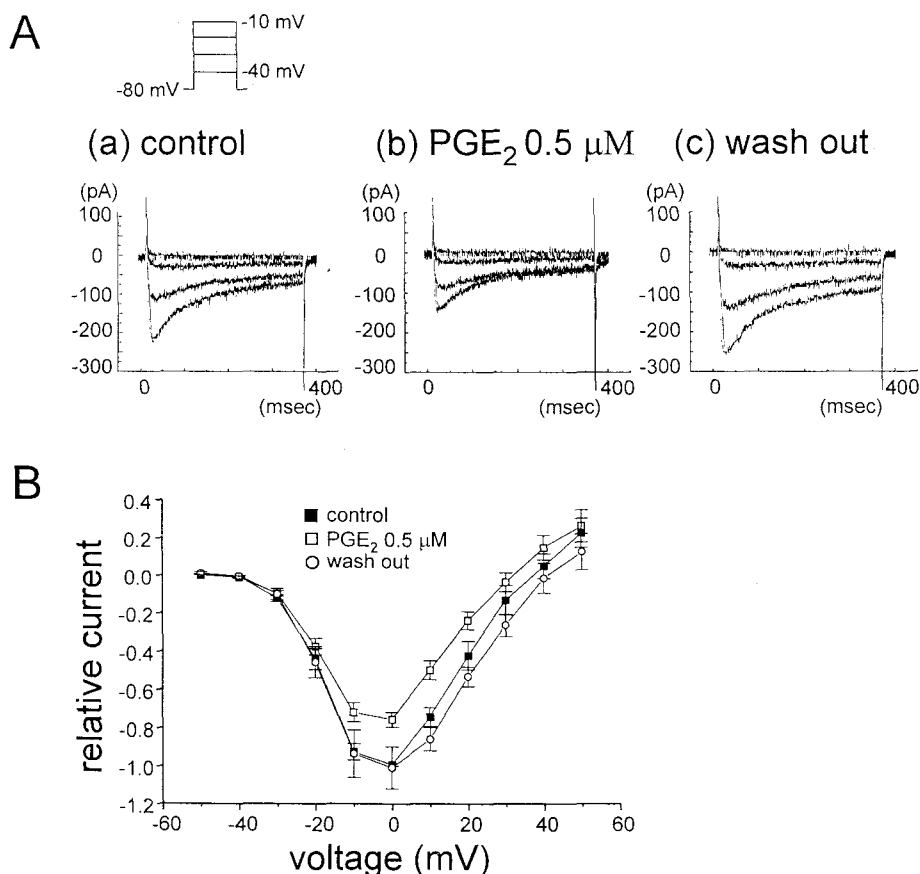 A
-10 mV
-40 mV
-80 mV
(a) control
(b) PGE2 0.5 μM
(c) wash out
(pA)
100
0
-100
-200
-300
0
400
(msec)
(pA)
100
0
-100
-200
-300
0
400
(msec)
(pA)
100
0
-100
-200
-300
0
400
(msec)
B
control
PGE2 0.5 μM
wash out
relative current
0.4
0.2
0.0
-0.2
-0.4
-0.6
-0.8
-1.0
-1.2
-60
-40
-20
0
20
40
60
voltage (mV)